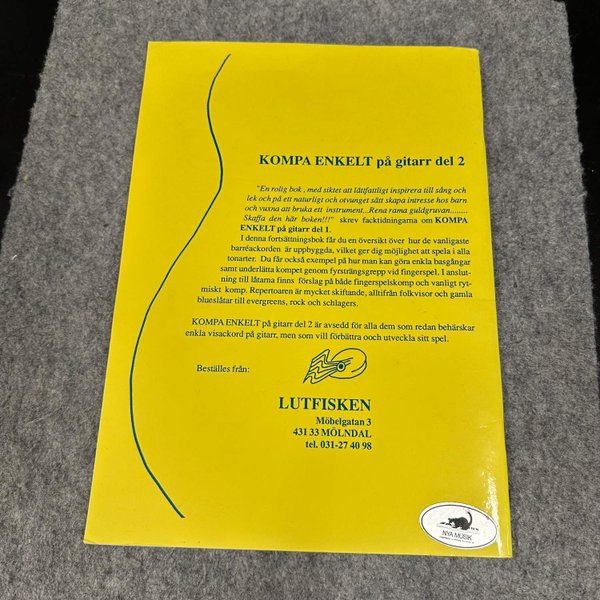 KOMPA ENKELT på gitarr del 2
"En rolig bok , med siktet att lättfattligt inspirera till sång och
lek och på ett naturligt och otvunget sätt skapa intresse hos barn
och vuxna att bruka ett instrument...Rena rama guldgruvan........
Skaffa den här boken!!!" skrev facktidningarna om KOMPA
ENKELT på gitarr del 1.
I denna fortsättningsbok får du en översikt över hur de vanligaste
barréackorden är uppbyggda, vilket ger dig möjlighet att spela i alla
tonarter. Du får också exempel på hur man kan göra enkla basgångar
samt underlätta kompet genom fyrsträngsgrepp vid fingerspel. I anslut-
ning till låtarna finns förslag på både fingerspelskomp och vanligt ryt-
miskt komp. Repertoaren är mycket skiftande, alltifrån folkvisor och gamla
blueslåtar till evergreens, rock och schlagers.
KOMPA ENKELT på gitarr del 2 är avsedd för alla dem som redan behärskar
enkla visackord på gitarr, men som vill förbättra ooch utveckla sitt spel.
Beställes från:
LUTFISKEN
Möbelgatan 3
431 33 MÖLNDAL
tel. 031-27 40 98
NYA MUSIK